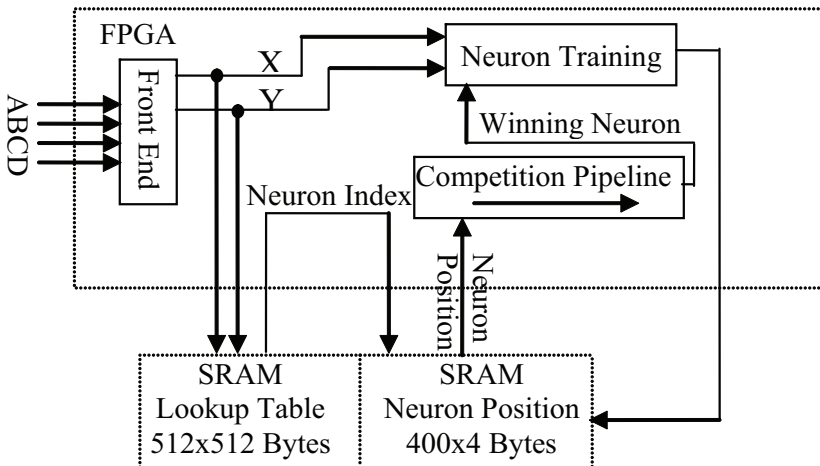 FPGA
X
Neuron Training
Front End
Y
ABCD
Winning Neuron
Competition Pipeline
Neuron Index
Neuron
Position
SRAM
Lookup Table
512x512 Bytes
SRAM
Neuron Position
400x4 Bytes